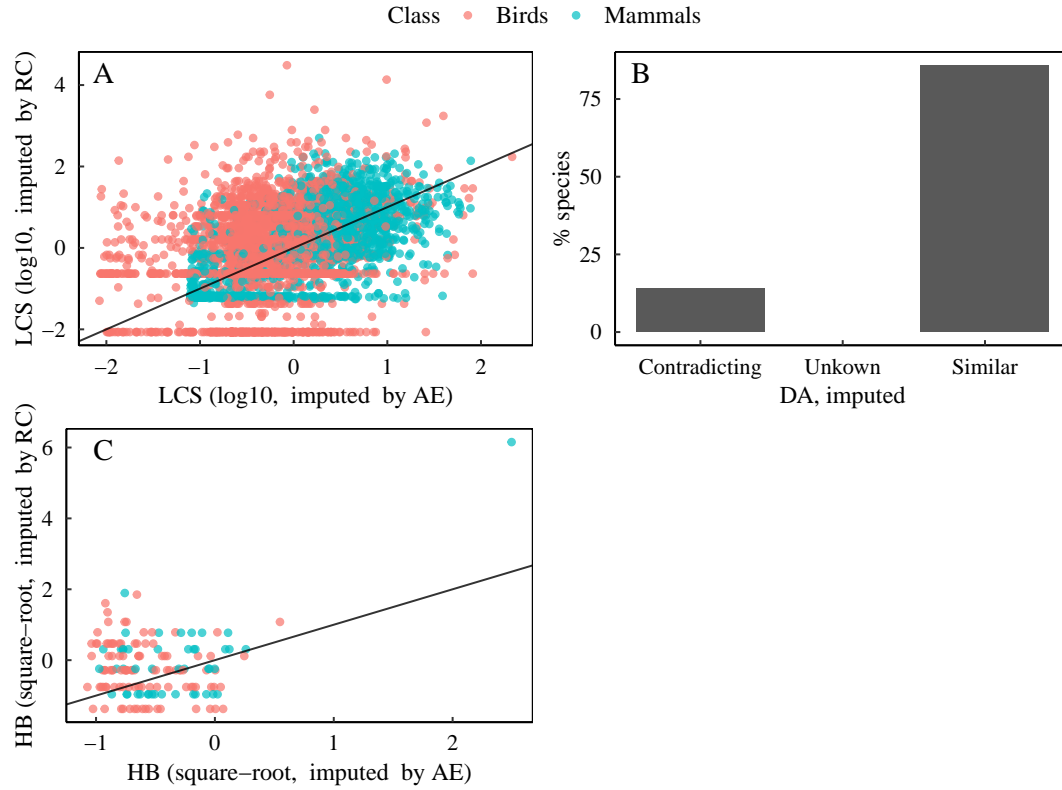 Class Birds Mammals
A
LCS (log10, imputed by RC)
4
2
0
−2
−2 −1 0 1 2
LCS (log10, imputed by AE)
B
% species
75
50
25
0
Contradicting Unkown Similar
DA, imputed
C
HB (square−root, imputed by RC)
6
4
2
0
−1 0 1 2
HB (square−root, imputed by AE)